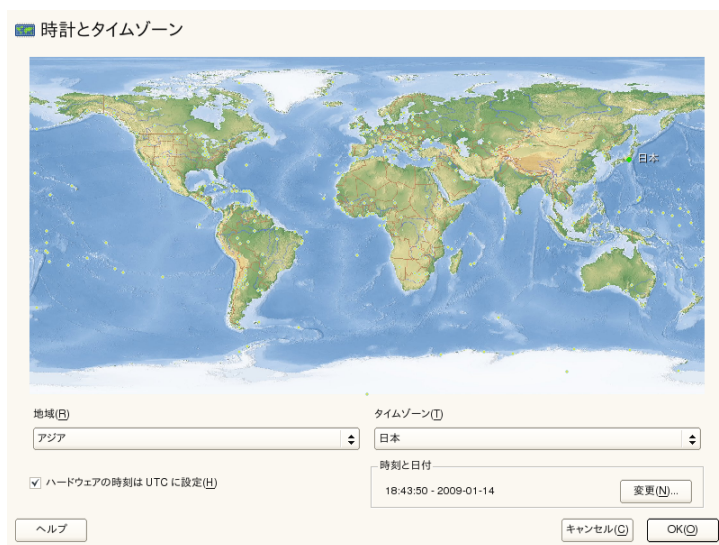 時計とタイムゾーン
日本
地域(R)
タイムゾーン(T)
アジア
日本
ハードウェアの時刻は UTC に設定(H)
時刻と日付
18:43:50 - 2009-01-14
変更(N)...
ヘルプ
キャンセル(C)
OK(O)